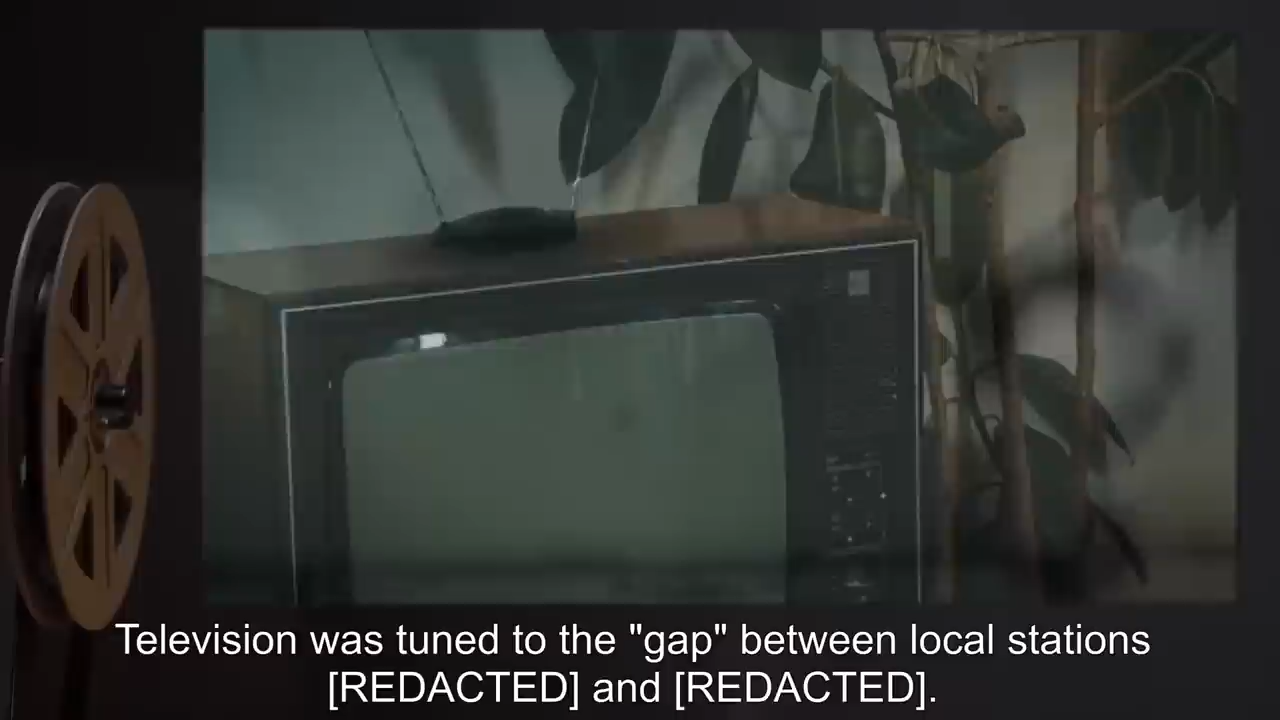 Television was tuned to the "gap" between local stations
[REDACTED] and [REDACTED].